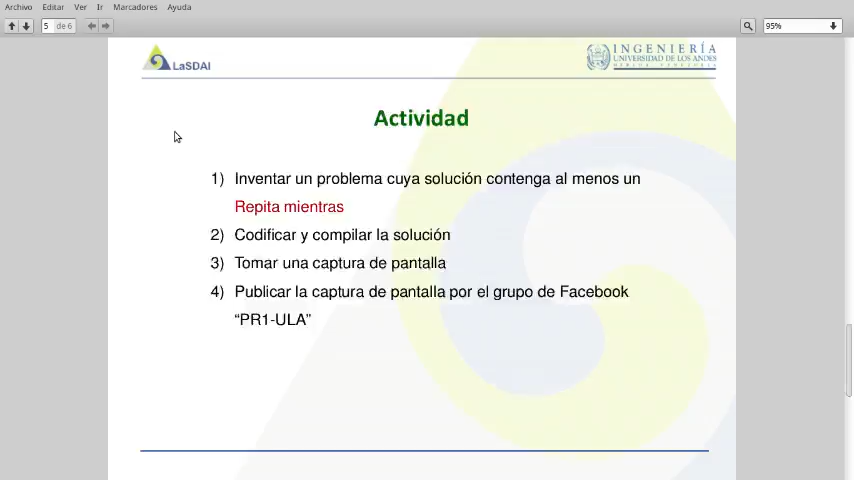 Archivo Editar Ver Ir Marcadores Ayuda
5 de 6 95%
LaSDAI
INGENIERÍA
UNIVERSIDAD DE LOS ANDES
MÉRIDA VENEZUELA
Actividad
1) Inventar un problema cuya solución contenga al menos un
Repita mientras
2) Codificar y compilar la solución
3) Tomar una captura de pantalla
4) Publicar la captura de pantalla por el grupo de Facebook
“PR1-ULA”